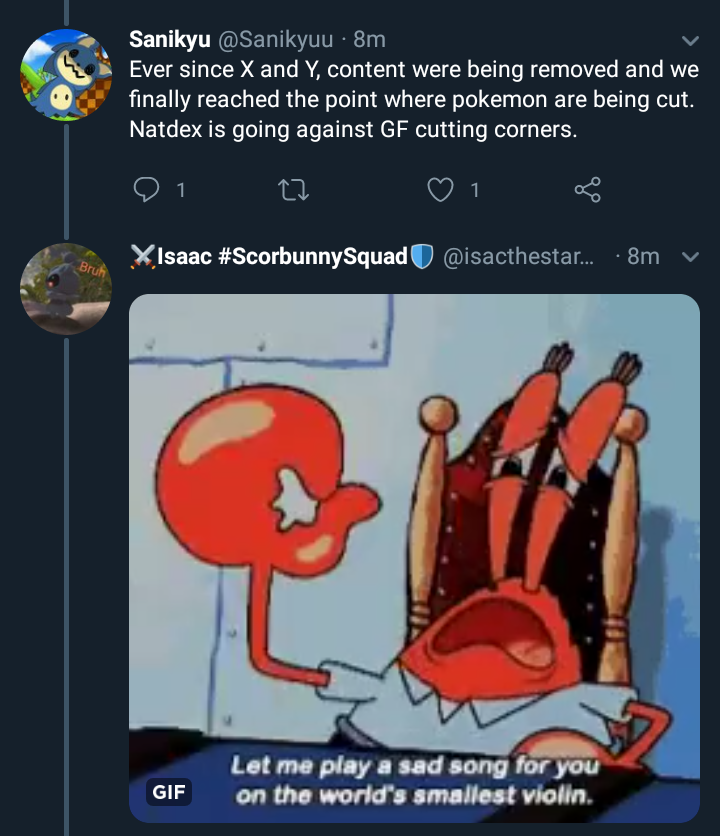 Sanikyu @Sanikyuu · 8m
Ever since X and Y, content were being removed and we
finally reached the point where pokemon are being cut.
Natdex is going against GF cutting corners.
1
1
⚔️Isaac #ScorbunnySquad🛡️ @isacthestar... · 8m
Bruh
Let me play a sad song for you
on the world's smallest violin.
GIF